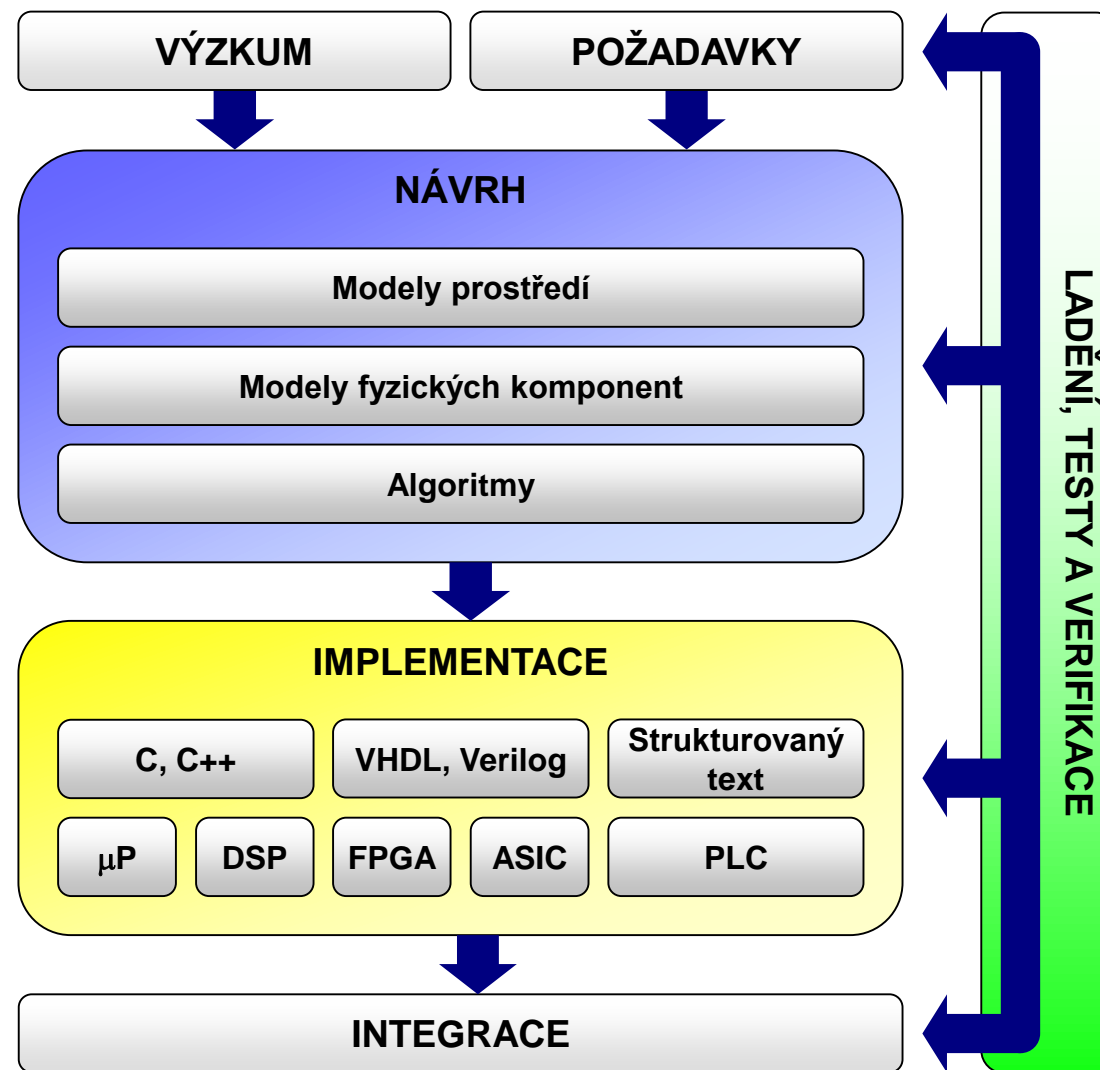 VÝZKUM
POŽADAVKY
NÁVRH
Modely prostředí
Modely fyzických komponent
Algoritmy
IMPLEMENTACE
C, C++
VHDL, Verilog
Strukturovaný
text
μP
DSP
FPGA
ASIC
PLC
INTEGRACE
LADĚNÍ, TESTY A VERIFIKACE